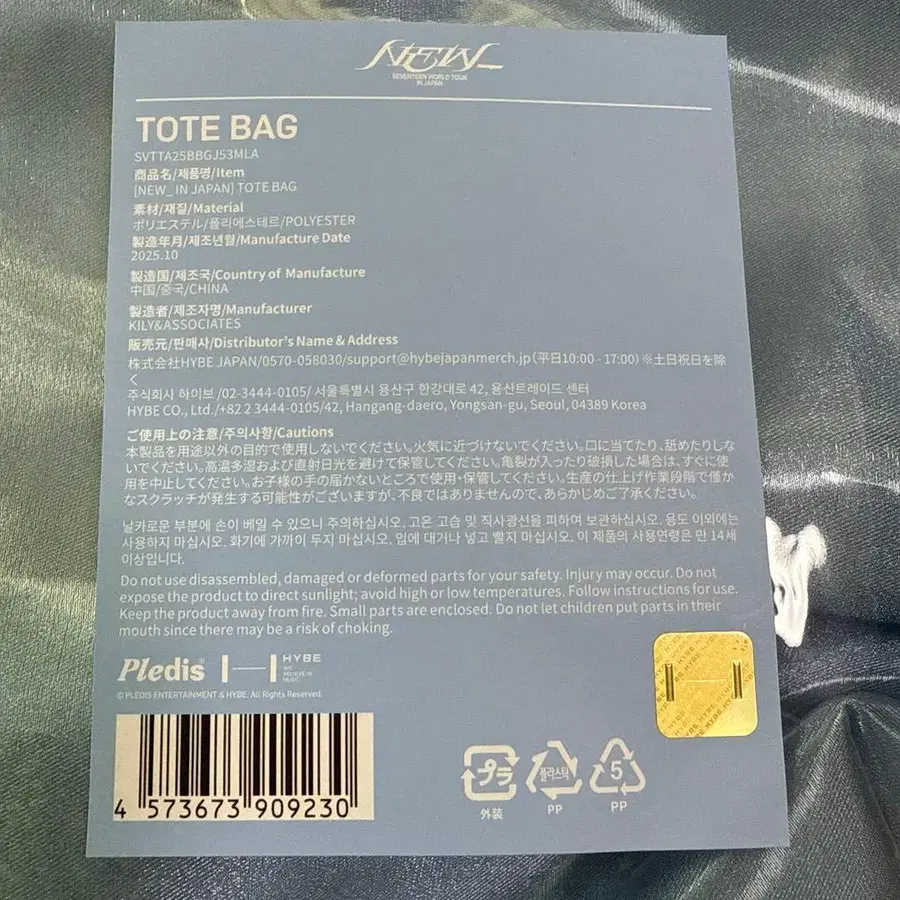 NEW_
SEVENTEEN WORLD TOUR
IN JAPAN
TOTE BAG
SVTTA25BBGJ53MLA
商品名/제품명/Item
[NEW_ IN JAPAN] TOTE BAG
素材/재질/Material
ポリエステル/폴리에스테르/POLYESTER
製造年月/제조년월/Manufacture Date
2025.10
製造国/제조국/Country of Manufacture
中国/중국/CHINA
製造者/제조자명/Manufacturer
KILY&ASSOCIATES
販売元/판매사/Distributor's Name & Address
株式会社HYBE JAPAN/0570-058030/support@hybejapanmerch.jp(平日10:00 - 17:00) ※土日祝日を除
く
주식회사 하이브 /02-3444-0105/ 서울특별시 용산구 한강대로 42, 용산트레이드 센터
HYBE CO., Ltd./+82 2 3444-0105/42, Hangang-daero, Yongsan-gu, Seoul, 04389 Korea
ご使用上の注意/주의사항/Cautions
本製品を用途以外の目的で使用しないでください。火気に近づけないでください。口に当てたり、舐めたりしな
いでください。高温多湿および直射日光を避けて保管してください。亀裂が入ったり破損した場合は、すぐに使
用を中止してください。お子様の手の届かないところで使用・保管してください。生産の仕上げ作業段階で僅か
なスクラッチが発生する可能性がございますが、不良ではありませんので、あらかじめご了承ください。
날카로운 부분에 손이 베일 수 있으니 주의하십시오. 고온 고습 및 직사광선을 피하여 보관하십시오. 용도 이외에는
사용하지 마십시오. 화기에 가까이 두지 마십시오. 입에 대거나 넣고 빨지 마십시오. 이 제품의 사용연령은 만 14세
이상입니다.
Do not use disassembled, damaged or deformed parts for your safety. Injury may occur. Do not
expose the product to direct sunlight; avoid high or low temperatures. Follow instructions for use.
Keep the product away from fire. Small parts are enclosed. Do not let children put parts in their
mouth since there may be a risk of choking.
Pledis HYBE
WE
BELIEVE IN
MUSIC
© PLEDIS ENTERTAINMENT & HYBE. All Rights Reserved.
4 573673 909230
プラ 플라스틱 5
外装 PP PP
HYBE HYBE HYBE